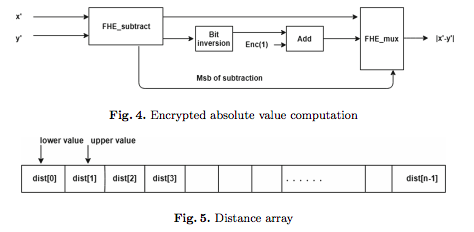 x'
y'
FHE_subtract
Bit
inversion
Enc(1)
Add
FHE_mux
|x'-y'|
Msb of subtraction
Fig. 4. Encrypted absolute value computation
lower value upper value
dist[0] dist[1] dist[2] dist[3] . . . . . . dist[n-1]
Fig. 5. Distance array